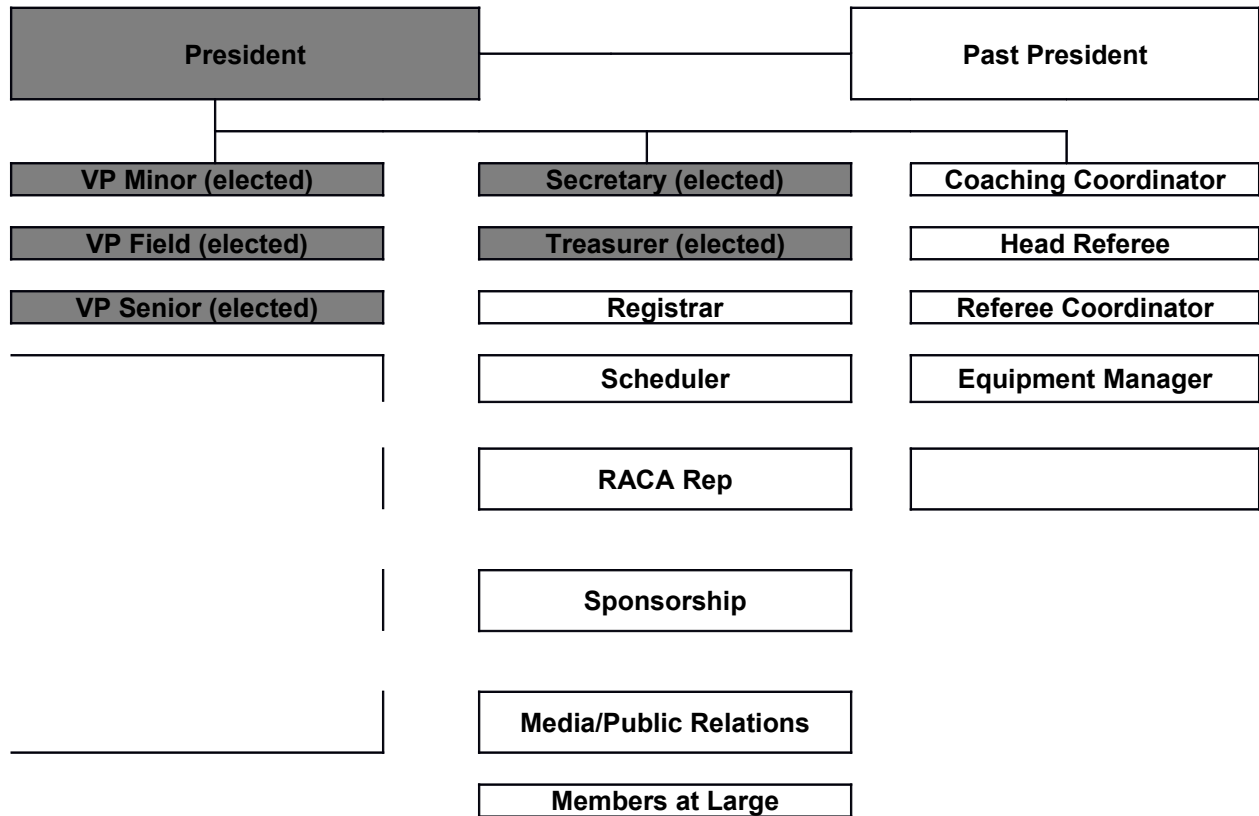 President
Past President
VP Minor (elected)
Secretary (elected)
Coaching Coordinator
VP Field (elected)
Treasurer (elected)
Head Referee
VP Senior (elected)
Registrar
Referee Coordinator
Scheduler
Equipment Manager
RACA Rep
Sponsorship
Media/Public Relations
Members at Large